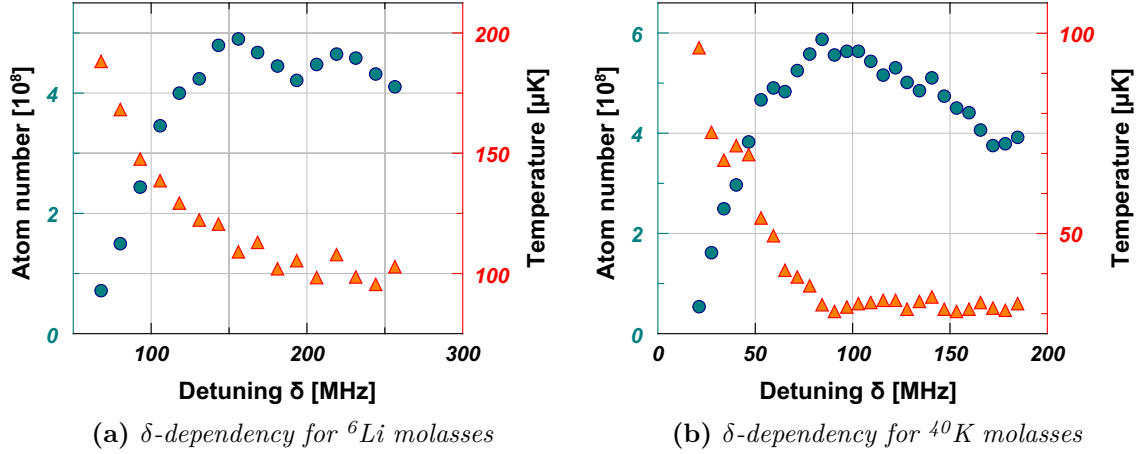 Atom number [10⁸]
0
2
4
100
200
300
Detuning δ [MHz]
100
150
200
Temperature [µK]
(a) δ-dependency for ⁶Li molasses
Atom number [10⁸]
0
2
4
6
0
50
100
150
200
Detuning δ [MHz]
50
100
Temperature [µK]
(b) δ-dependency for ⁴⁰K molasses